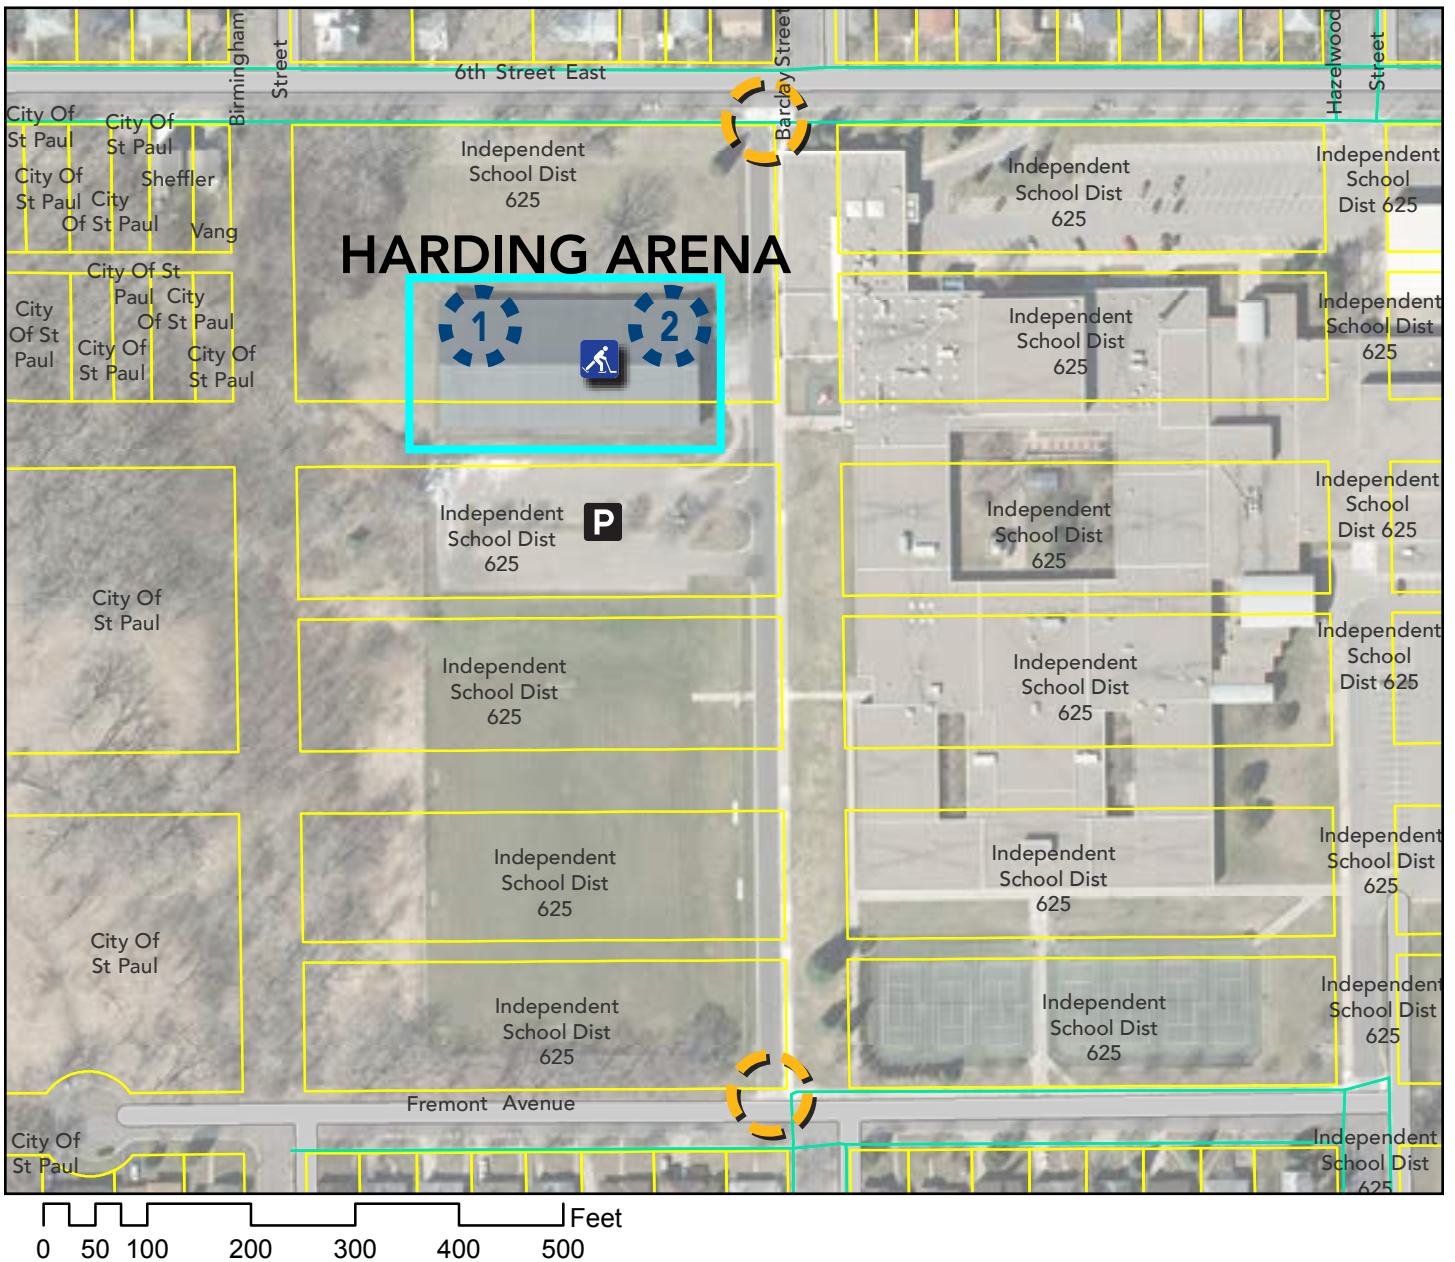 Birmingham
Street
6th Street East
Barclay Street
Hazelwood
Street
City Of
St Paul
City Of
St Paul
City Of
St Paul
City
Of St Paul
Sheffler
Vang
Independent
School Dist
625
Independent
School Dist
625
Independent
School
Dist 625
HARDING ARENA
City Of St
Paul
City
Of St Paul
City
Of St
Paul
City Of
St Paul
City Of
St Paul
1
2
Independent
School Dist
625
Independent
School Dist
625
Independent
School Dist
625
P
Independent
School Dist
625
Independent
School
Dist 625
City Of
St Paul
Independent
School Dist
625
Independent
School Dist
625
Independent
School
Dist 625
Independent
School Dist
625
Independent
School Dist
625
Independent
School Dist
625
City Of
St Paul
Independent
School Dist
625
Independent
School Dist
625
Independent
School Dist
625
Fremont Avenue
City Of
St Paul
Independent
School Dist
625
Feet
0 50 100 200 300 400 500